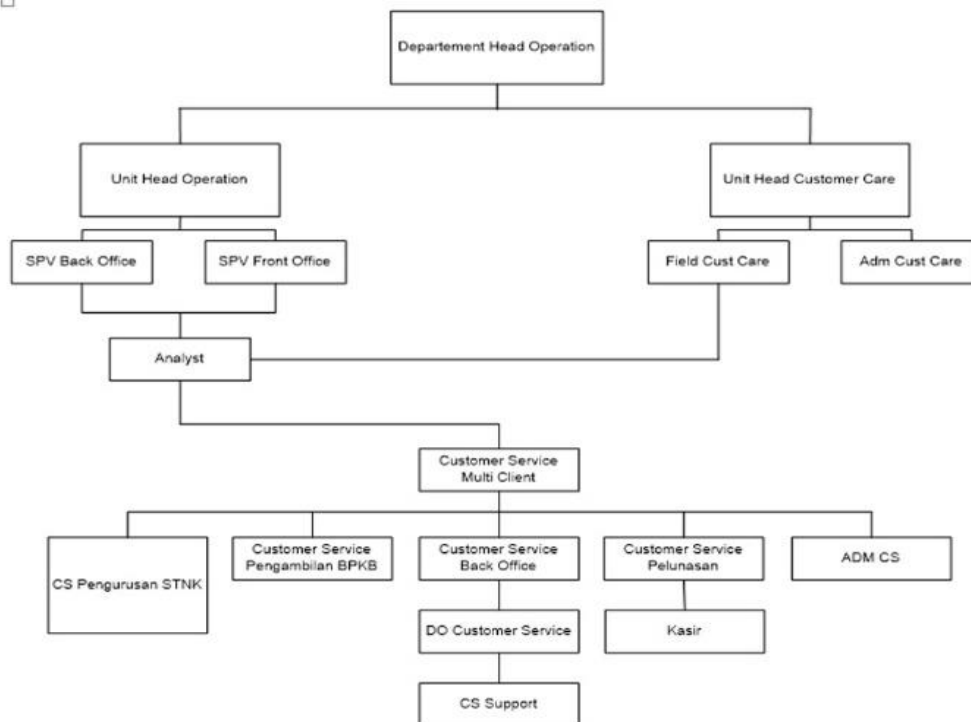 Departement Head Operation
Unit Head Operation
Unit Head Customer Care
SPV Back Office
SPV Front Office
Field Cust Care
Adm Cust Care
Analyst
Customer Service
Multi Client
CS Pengurusan STNK
Customer Service
Pengambilan BPKB
Customer Service
Back Office
Customer Service
Pelunasan
ADM CS
DO Customer Service
Kasir
CS Support